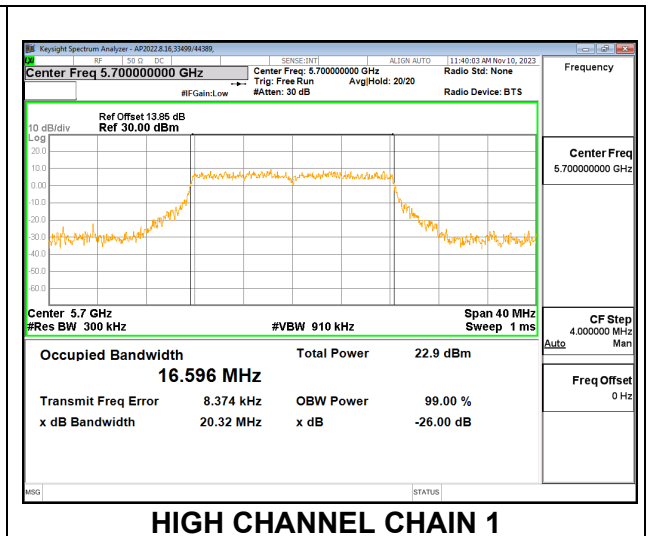 Keysight Spectrum Analyzer - AP2022.8.16,33499/44389,
RF 50 Ω DC SENSE:INT ALIGN AUTO 11:40:03 AM Nov 10, 2023
Center Freq 5.700000000 GHz
Center Freq: 5.700000000 GHz
Radio Std: None
Trig: Free Run Avg|Hold: 20/20
#IFGain:Low #Atten: 30 dB Radio Device: BTS
Frequency
Ref Offset 13.85 dB
10 dB/div Ref 30.00 dBm
Log
20.0
10.0
0.00
-10.0
-20.0
-30.0
-40.0
-50.0
-60.0
Center Freq
5.700000000 GHz
Center 5.7 GHz Span 40 MHz
#Res BW 300 kHz #VBW 910 kHz Sweep 1 ms
CF Step
4.000000 MHz
Auto Man
Freq Offset
0 Hz
Occupied Bandwidth Total Power 22.9 dBm
16.596 MHz
Transmit Freq Error 8.374 kHz OBW Power 99.00 %
x dB Bandwidth 20.32 MHz x dB -26.00 dB
MSG STATUS
HIGH CHANNEL CHAIN 1